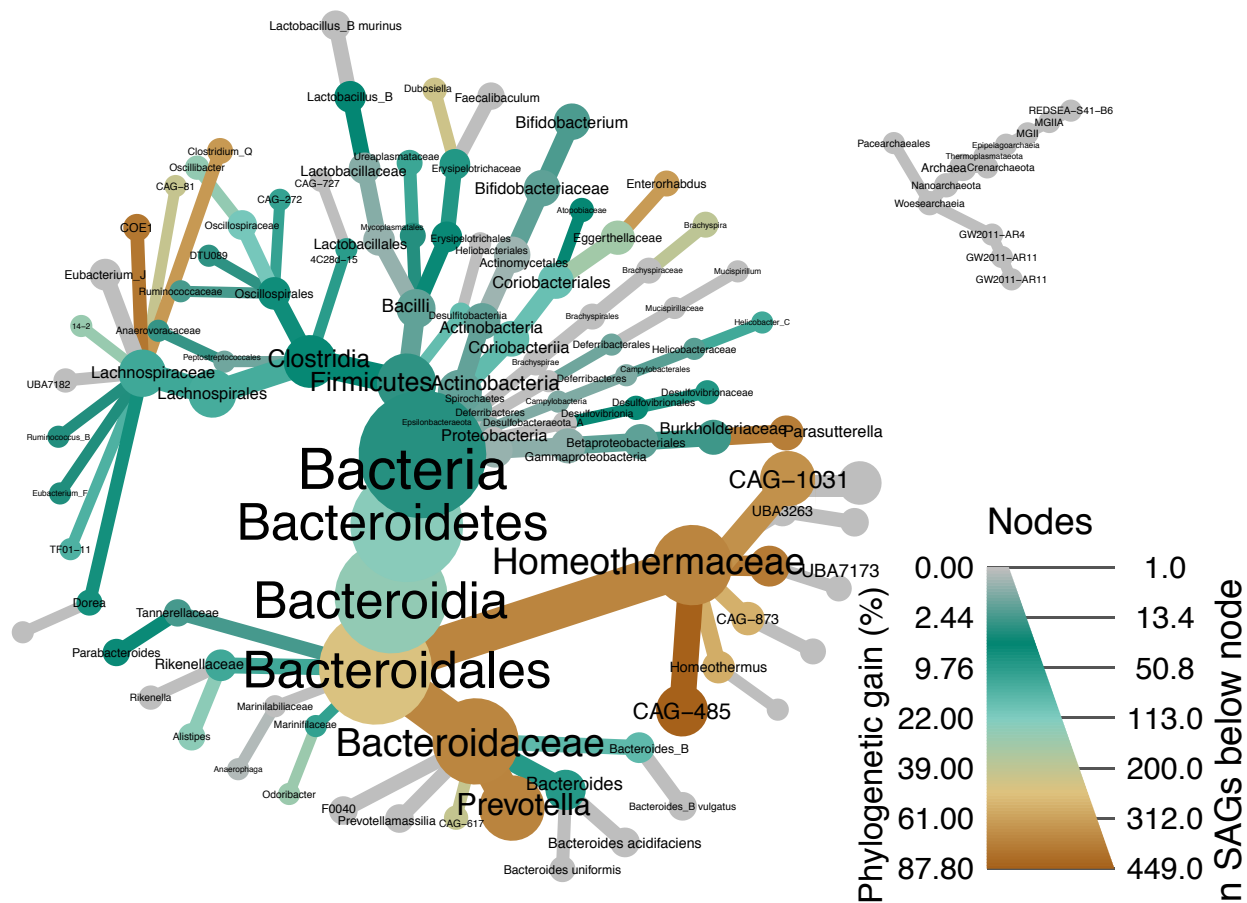 Lactobacillus_B murinus
Lactobacillus_B
Dubosiella
Faecalibaculum
Bifidobacterium
REDSEA−S41−B6
MGIIA
MGII
Epipelagoarchaeia
Pacearchaeales
Thermoplasmataota
Archaea
Crenarchaeota
Nanoarchaeota
Woesearchaeia
GW2011−AR4
GW2011−AR11
GW2011−AR11
Clostridium_Q
Oscillibacter
CAG−81
Ureaplasmataceae
Lactobacillaceae
Erysipelotrichaceae
CAG−727
Bifidobacteriaceae
Enterorhabdus
CAG−272
Atopobiaceae
COE1
Oscillospiraceae
Mycoplasmatales
Erysipelotrichales
Eggerthellaceae
Brachyspira
Lactobacillales
Heliobacteriales
DTU089
4C28d−15
Actinomycetales
Eubacterium_J
Brachyspiraceae
Mucispirillum
Coriobacteriales
Ruminococcaceae
Oscillospirales
Bacilli
Mucispirillaceae
Desulfitobacteriia
Brachyspirales
14−2
Anaerovoracaceae
Actinobacteria
Helicobacter_C
Coriobacteriia
Deferribacterales
Helicobacteraceae
Peptostreptococcales
Clostridia
Brachyspirae
Campylobacterales
Lachnospiraceae
Firmicutes
Actinobacteria
Deferribacteres
UBA7182
Lachnospirales
Spirochaetes
Campylobacteria
Desulfovibrionaceae
Desulfovibrionales
Deferribacteres
Desulfovibrionia
Epsilonbacteraeota
Desulfobacteraeota_A
Ruminococcus_B
Proteobacteria
Betaproteobacteriales
Burkholderiaceae
Parasutterella
Gammaproteobacteria
Bacteria
CAG−1031
Eubacterium_F
UBA3263
Bacteroidetes
Nodes
TF01−11
Homeothermaceae
UBA7173
Dorea
Tannerellaceae
Bacteroidia
CAG−873
Parabacteroides
Rikenellaceae
Bacteroidales
Homeothermus
Rikenella
Marinilabiliaceae
CAG−485
Marinifilaceae
Alistipes
Bacteroidaceae
Bacteroides_B
Anaerophaga
Odoribacter
Bacteroides
F0040
Prevotella
Bacteroides_B vulgatus
Prevotellamassilia
CAG−617
Bacteroides acidifaciens
Bacteroides uniformis
Phylogenetic gain (%)
0.00
2.44
9.76
22.00
39.00
61.00
87.80
1.0
13.4
50.8
113.0
200.0
312.0
449.0
n SAGs below node